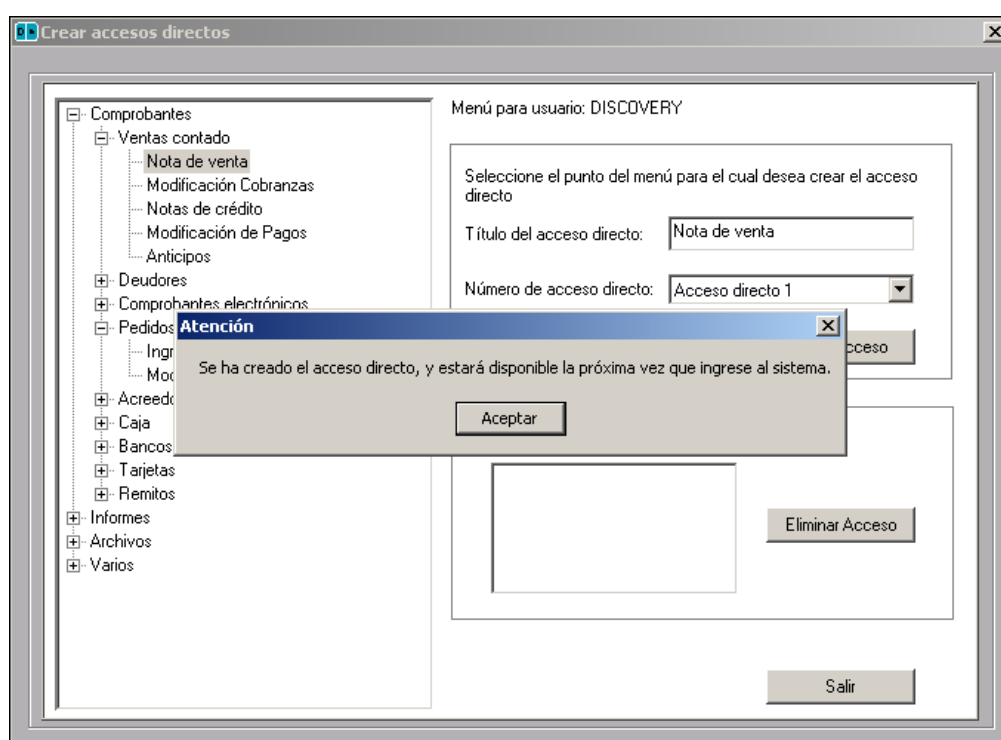 Crear accesos directos
Comprobantes
Ventas contado
Nota de venta
Modificación Cobranzas
Notas de crédito
Modificación de Pagos
Anticipos
Deudores
Comprobantes electrónicos
Pedidos
Caja
Bancos
Tarjetas
Remitos
Informes
Archivos
Varios
Menú para usuario: DISCOVERY
Seleccione el punto del menú para el cual desea crear el acceso
directo
Título del acceso directo: Nota de venta
Número de acceso directo: Acceso directo 1
Atención
Se ha creado el acceso directo, y estará disponible la próxima vez que ingrese al sistema.
Aceptar
Eliminar Acceso
Salir